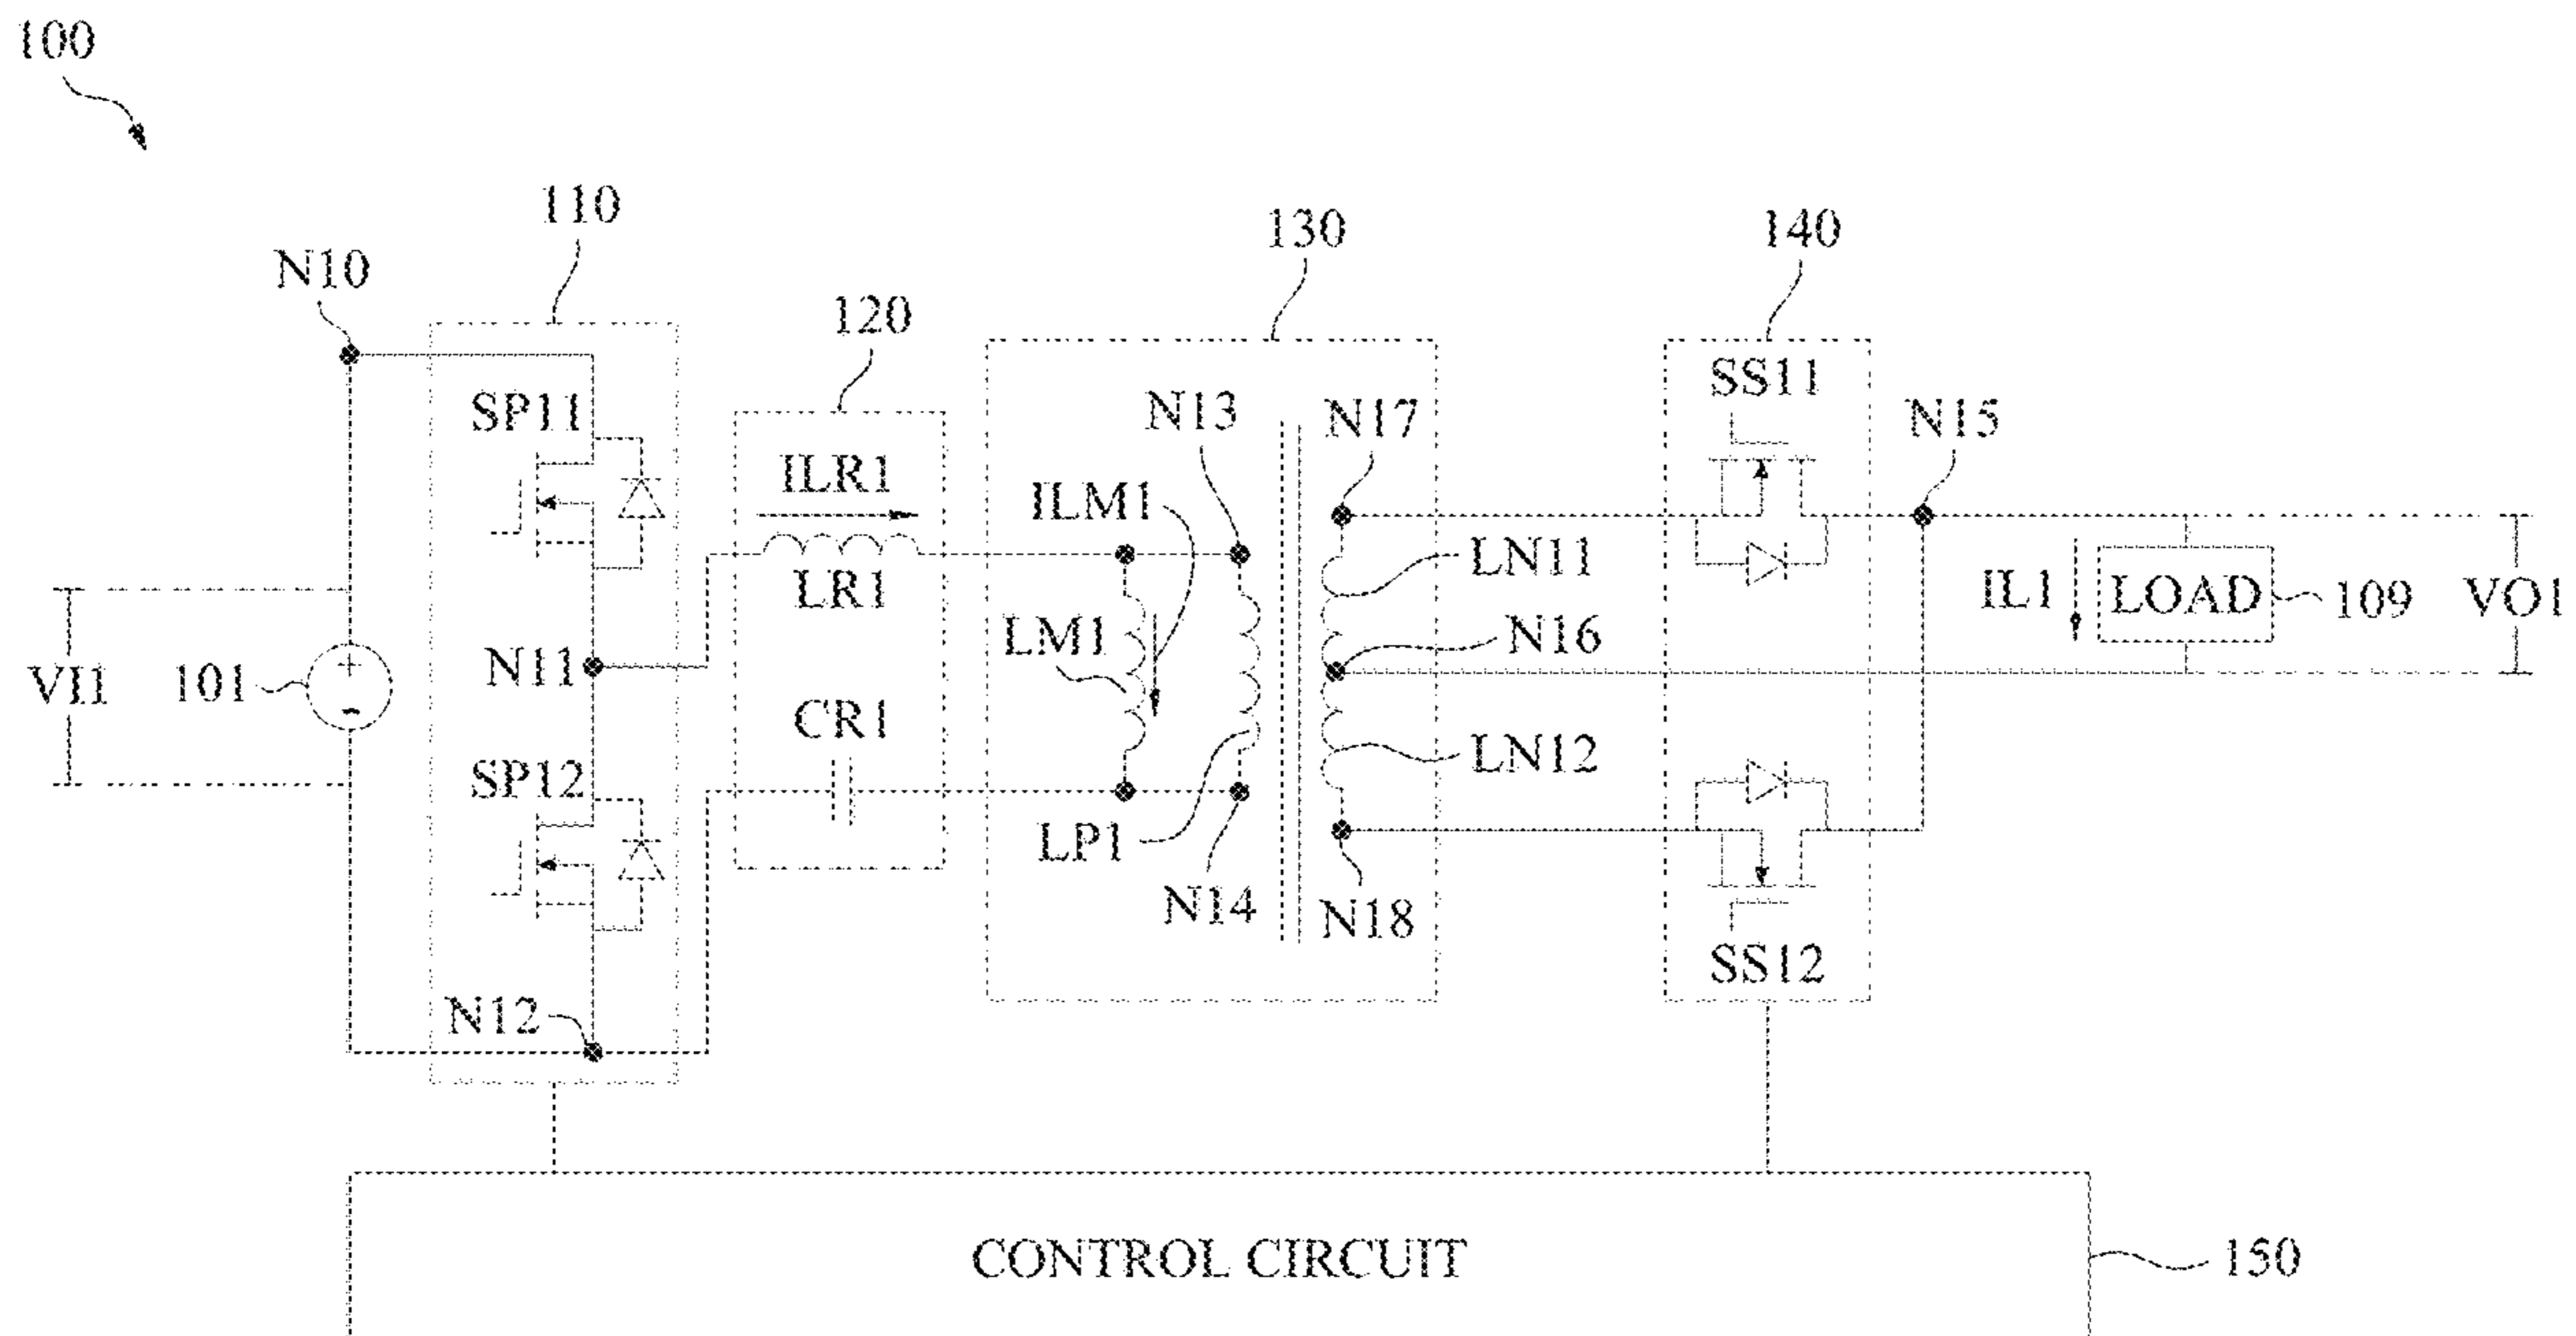 100
110
130
140
N10
120
SS11
SP11
N13
N17
N15
ILR1
ILM1
LN11
LR1
IL1
LOAD
109
VO1
LM1
N16
VI1
101
+
-
N11
CR1
LN12
SP12
LP1
N14
N18
SS12
N12
CONTROL CIRCUIT
150